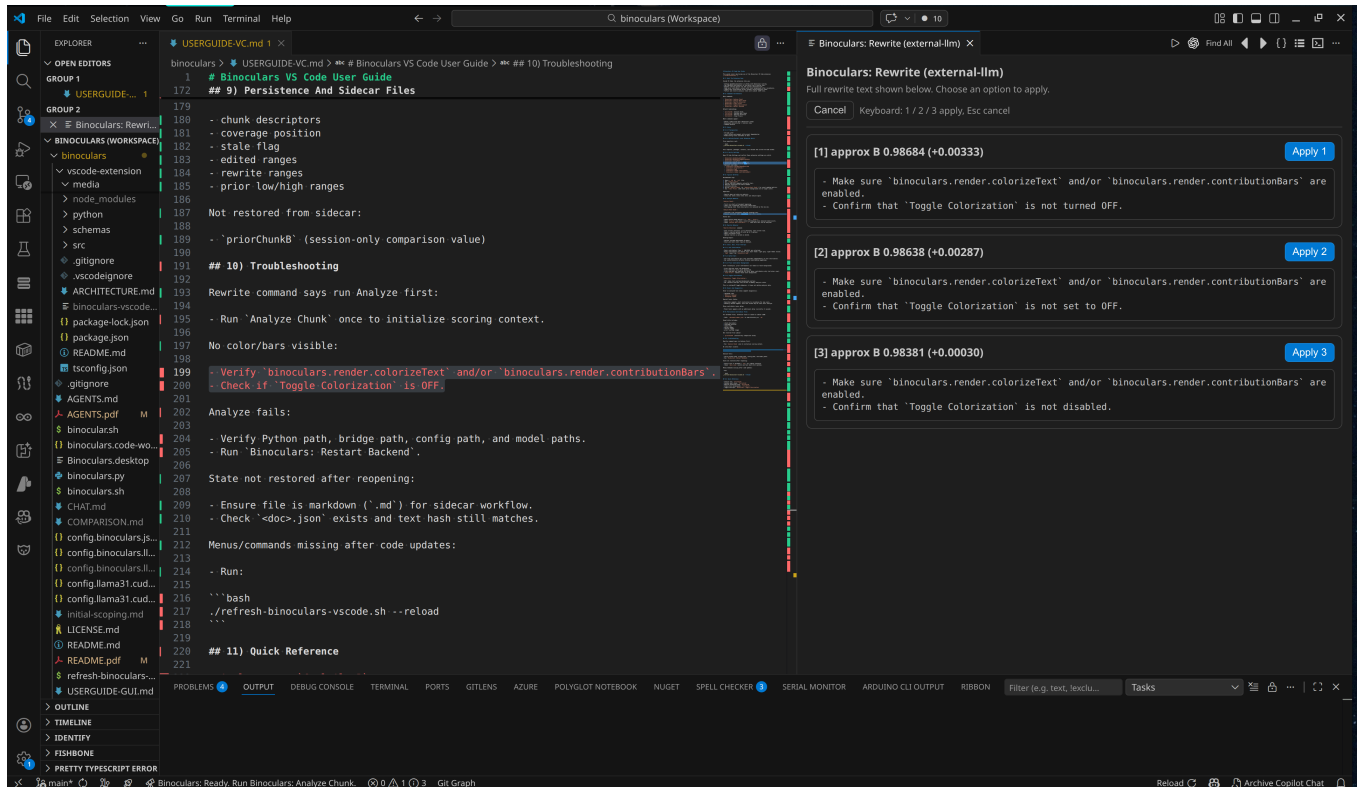 File Edit Selection View Go Run Terminal Help
binoculars (Workspace)
10
EXPLORER
OPEN EDITORS
GROUP 1
USERGUIDE-... 1
GROUP 2
Binoculars: Rewri...
BINOCULARS (WORKSPACE)
binoculars
vscode-extension
media
node_modules
python
schemas
src
.gitignore
.vscodeignore
ARCHITECTURE.md
binoculars-vscode...
package-lock.json
package.json
README.md
tsconfig.json
.gitignore
AGENTS.md
AGENTS.pdf M
binocular.sh
binoculars.code-wo...
Binoculars.desktop
binoculars.py
binoculars.sh
CHAT.md
COMPARISON.md
config.binoculars.js...
config.binoculars.ll...
config.binoculars.ll...
config.llama31.cud...
config.llama31.cud...
initial-scoping.md
LICENSE.md
README.md
README.pdf M
refresh-binoculars-...
USERGUIDE-GUI.md
OUTLINE
TIMELINE
IDENTIFY
FISHBONE
PRETTY TYPESCRIPT ERROR
4
1
USERGUIDE-VC.md 1
binoculars > USERGUIDE-VC.md > # Binoculars VS Code User Guide > ## 10) Troubleshooting
1 # Binoculars VS Code User Guide
172 ## 9) Persistence And Sidecar Files
179
180 - chunk descriptors
181 - coverage position
182 - stale flag
183 - edited ranges
184 - rewrite ranges
185 - prior low/high ranges
186
187 Not restored from sidecar:
188
189 - `priorChunkB` (session-only comparison value)
190
191 ## 10) Troubleshooting
192
193 Rewrite command says run Analyze first:
194
195 - Run `Analyze Chunk` once to initialize scoring context.
196
197 No color/bars visible:
198
199 - Verify `binoculars.render.colorizeText` and/or `binoculars.render.contributionBars`.
200 - Check if `Toggle Colorization` is OFF.
201
202 Analyze fails:
203
204 - Verify Python path, bridge path, config path, and model paths.
205 - Run `Binoculars: Restart Backend`.
206
207 State not restored after reopening:
208
209 - Ensure file is markdown (`.md`) for sidecar workflow.
210 - Check `<doc>.json` exists and text hash still matches.
211
212 Menus/commands missing after code updates:
213
214 - Run:
215
216 ```bash
217 ./refresh-binoculars-vscode.sh --reload
218 ```
219
220 ## 11) Quick Reference
221
Binoculars: Rewrite (external-llm)
Find All
Binoculars: Rewrite (external-llm)
Full rewrite text shown below. Choose an option to apply.
Cancel Keyboard: 1 / 2 / 3 apply, Esc cancel
[1] approx B 0.98684 (+0.00333) Apply 1
- Make sure `binoculars.render.colorizeText` and/or `binoculars.render.contributionBars` are
enabled.
- Confirm that `Toggle Colorization` is not turned OFF.
[2] approx B 0.98638 (+0.00287) Apply 2
- Make sure `binoculars.render.colorizeText` and/or `binoculars.render.contributionBars` are
enabled.
- Confirm that `Toggle Colorization` is not set to OFF.
[3] approx B 0.98381 (+0.00030) Apply 3
- Make sure `binoculars.render.colorizeText` and/or `binoculars.render.contributionBars` are
enabled.
- Confirm that `Toggle Colorization` is not disabled.
PROBLEMS 4 OUTPUT DEBUG CONSOLE TERMINAL PORTS GITLENS AZURE POLYGLOT NOTEBOOK NUGET SPELL CHECKER 3 SERIAL MONITOR ARDUINO CLI OUTPUT RIBBON Filter (e.g. text, !exclu... Tasks
main* Binoculars: Ready. Run Binoculars: Analyze Chunk. 0 1 3 Git Graph Reload Archive Copilot Chat